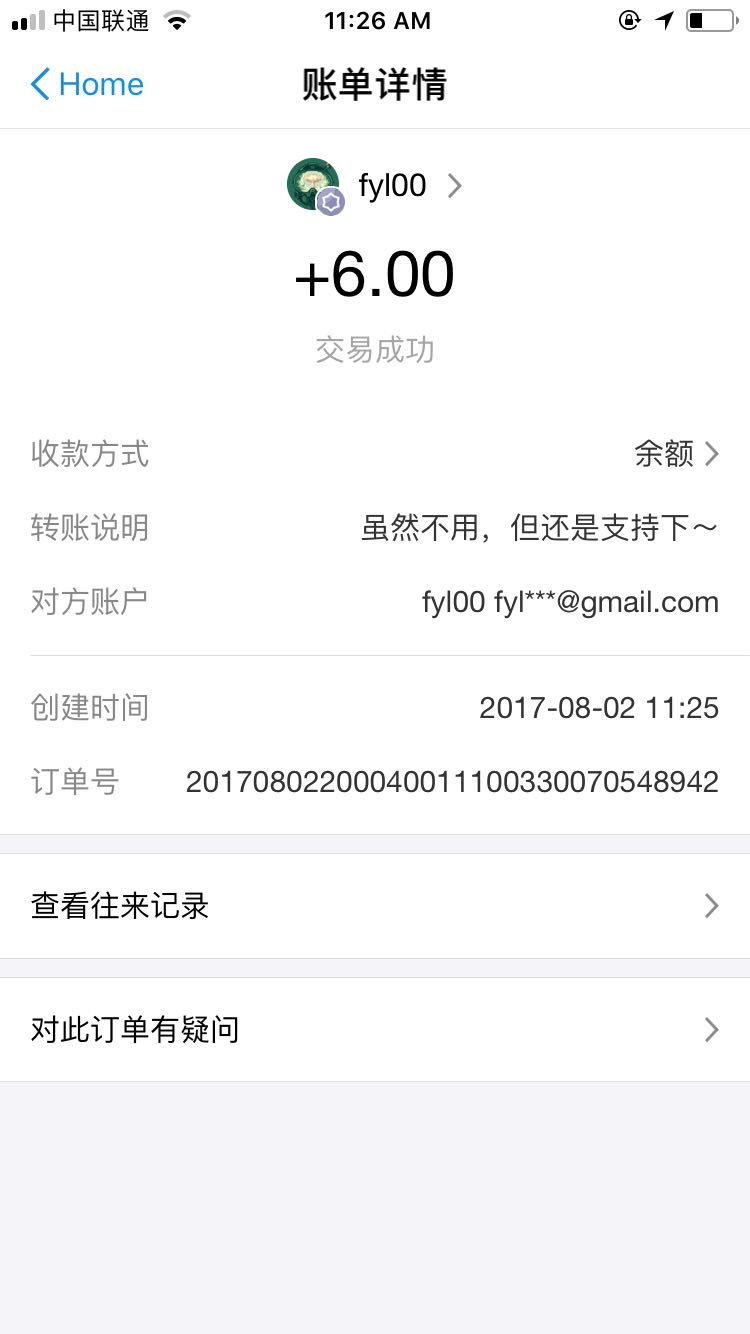 中国联通 11:26 AM
Home 账单详情
fyl00
+6.00
交易成功
收款方式 余额
转账说明 虽然不用，但还是支持下～
对方账户 fyl00 fyl***@gmail.com
创建时间 2017-08-02 11:25
订单号 20170802200040011100330070548942
查看往来记录
对此订单有疑问